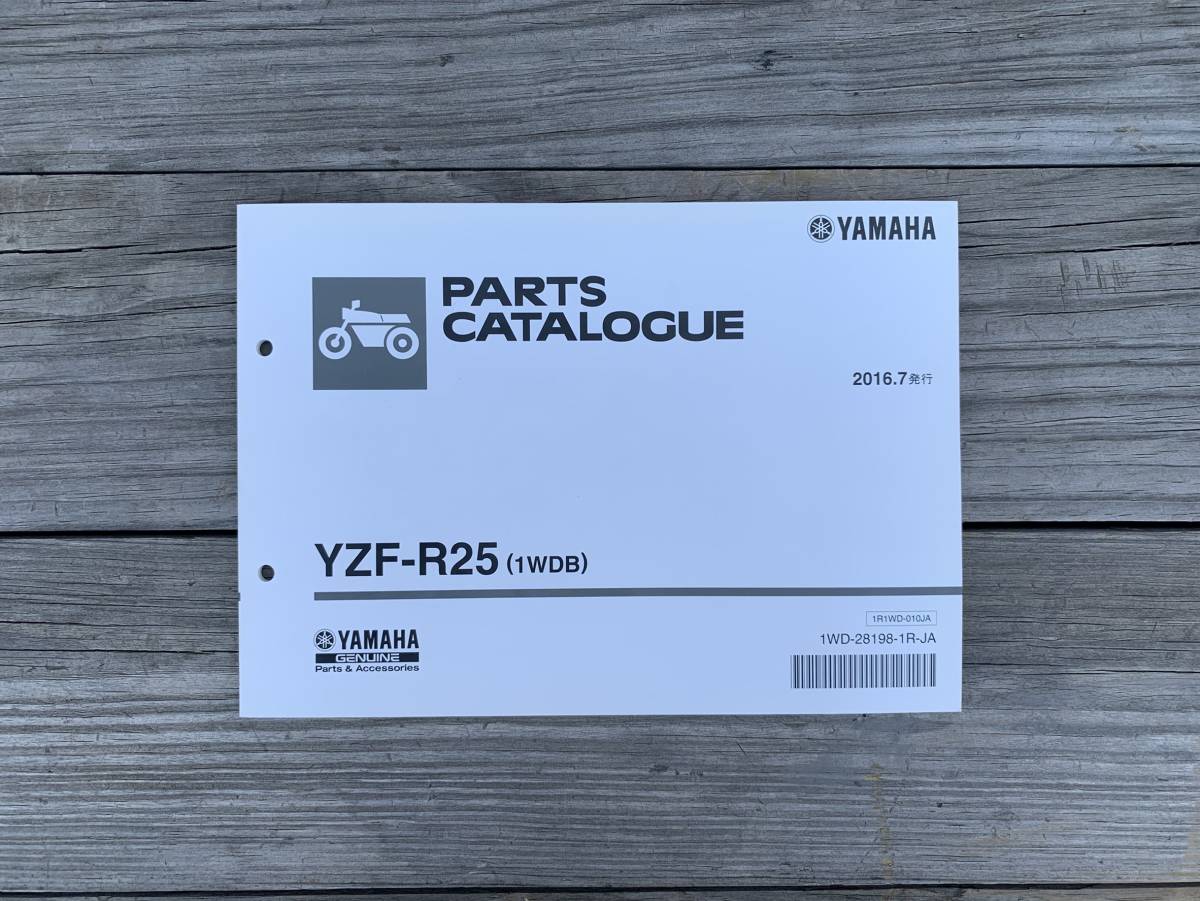 YAMAHA
PARTS
CATALOGUE
2016.7発行
YZF-R25 (1WDB)
YAMAHA
GENUINE
Parts & Accessories
1R1WD-010JA
1WD-28198-1R-JA